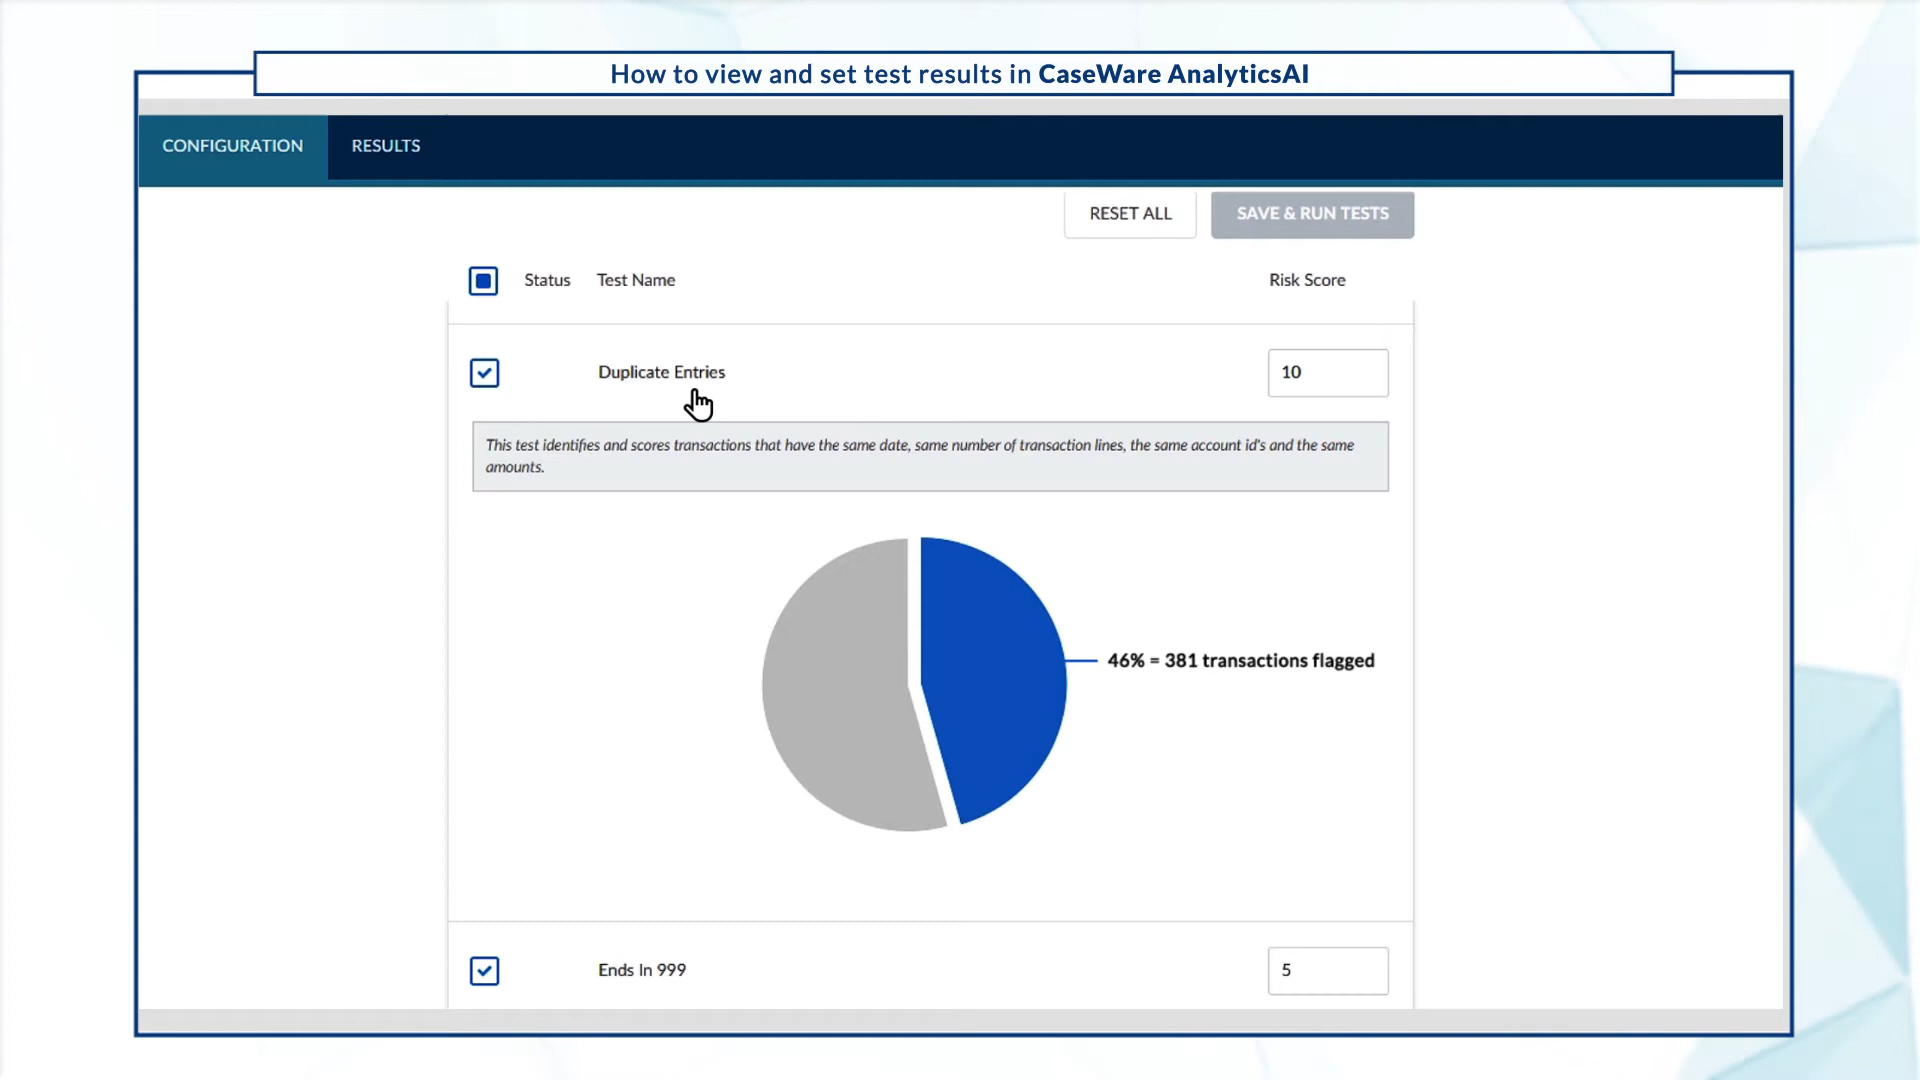 How to view and set test results in CaseWare AnalyticsAI
CONFIGURATION RESULTS
RESET ALL SAVE & RUN TESTS
Status Test Name Risk Score
Duplicate Entries 10
This test identifies and scores transactions that have the same date, same number of transaction lines, the same account id's and the same
amounts.
46% = 381 transactions flagged
Ends In 999 5